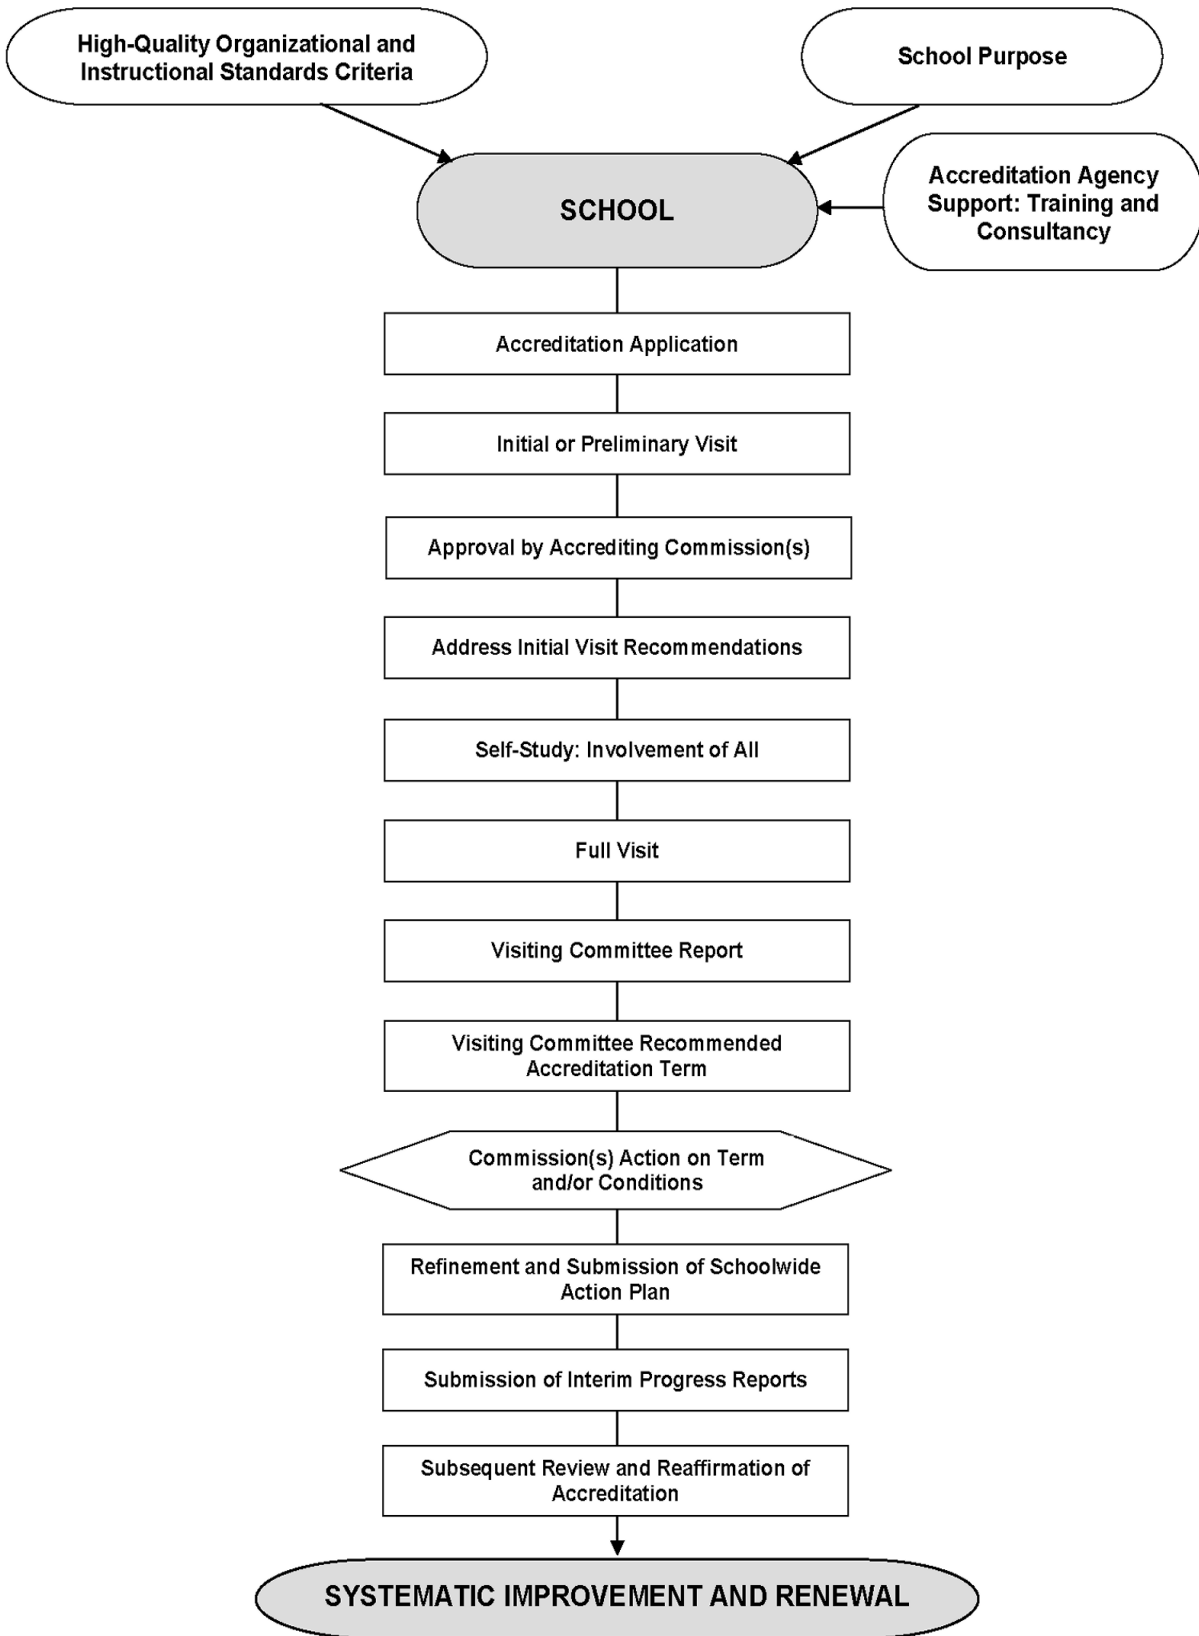 High-Quality Organizational and
Instructional Standards Criteria
School Purpose
Accreditation Agency
Support: Training and
Consultancy
SCHOOL
Accreditation Application
Initial or Preliminary Visit
Approval by Accrediting Commission(s)
Address Initial Visit Recommendations
Self-Study: Involvement of All
Full Visit
Visiting Committee Report
Visiting Committee Recommended
Accreditation Term
Commission(s) Action on Term
and/or Conditions
Refinement and Submission of Schoolwide
Action Plan
Submission of Interim Progress Reports
Subsequent Review and Reaffirmation of
Accreditation
SYSTEMATIC IMPROVEMENT AND RENEWAL